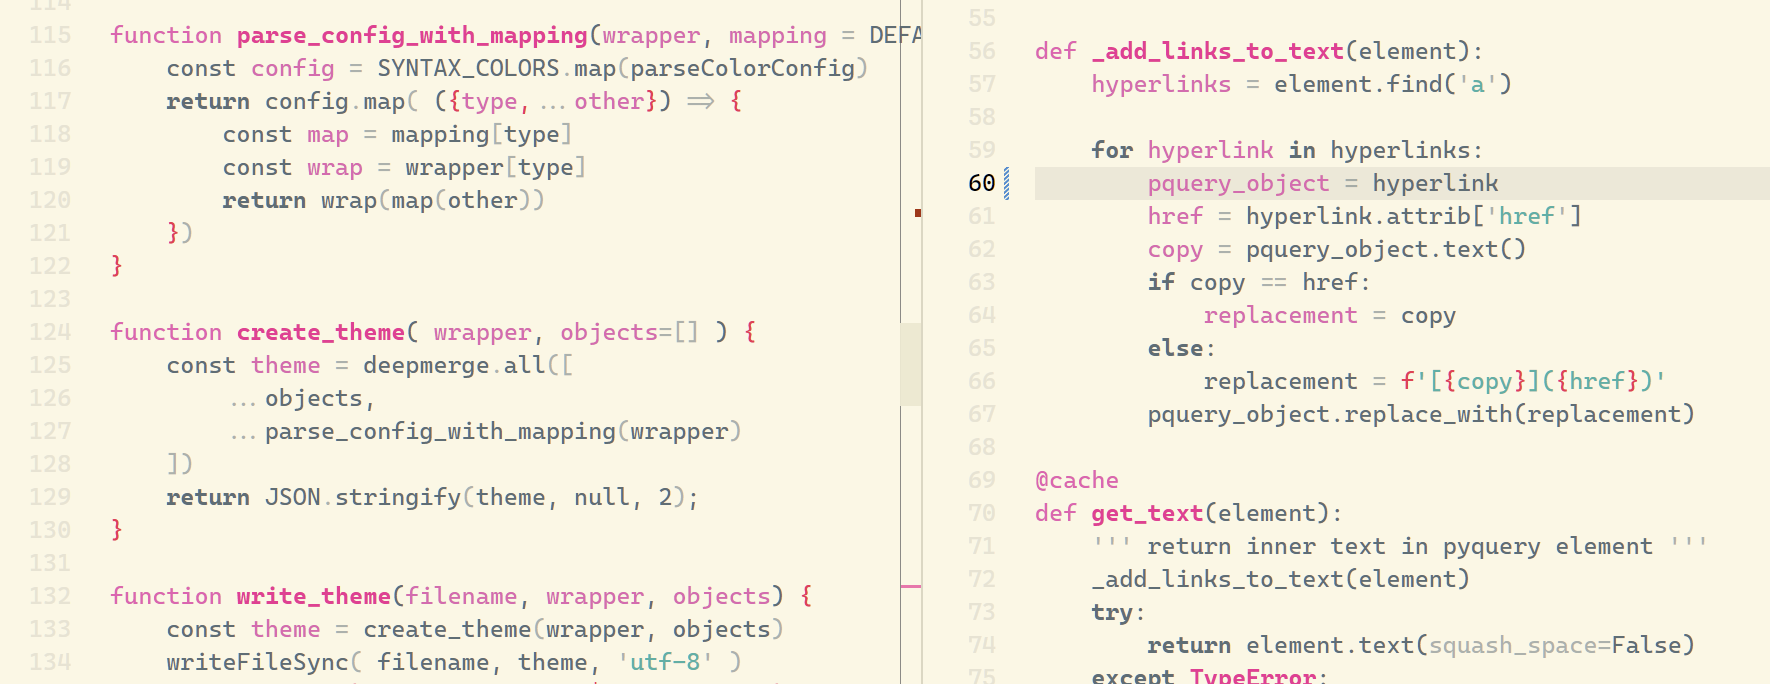 114
115 function parse_config_with_mapping(wrapper, mapping = DEFA
116     const config = SYNTAX_COLORS.map(parseColorConfig)
117     return config.map( ({type, ...other}) => {
118         const map = mapping[type]
119         const wrap = wrapper[type]
120         return wrap(map(other))
121     })
122 }
123
124 function create_theme( wrapper, objects=[] ) {
125     const theme = deepmerge.all([
126         ...objects,
127         ...parse_config_with_mapping(wrapper)
128     ])
129     return JSON.stringify(theme, null, 2);
130 }
131
132 function write_theme(filename, wrapper, objects) {
133     const theme = create_theme(wrapper, objects)
134     writeFileSync( filename, theme, 'utf-8' )
55
56 def _add_links_to_text(element):
57     hyperlinks = element.find('a')
58
59     for hyperlink in hyperlinks:
60         pquery_object = hyperlink
61         href = hyperlink.attrib['href']
62         copy = pquery_object.text()
63         if copy == href:
64             replacement = copy
65         else:
66             replacement = f'[{copy}]({href})'
67         pquery_object.replace_with(replacement)
68
69 @cache
70 def get_text(element):
71     ''' return inner text in pyquery element '''
72     _add_links_to_text(element)
73     try:
74         return element.text(squash_space=False)
75     except TypeError: